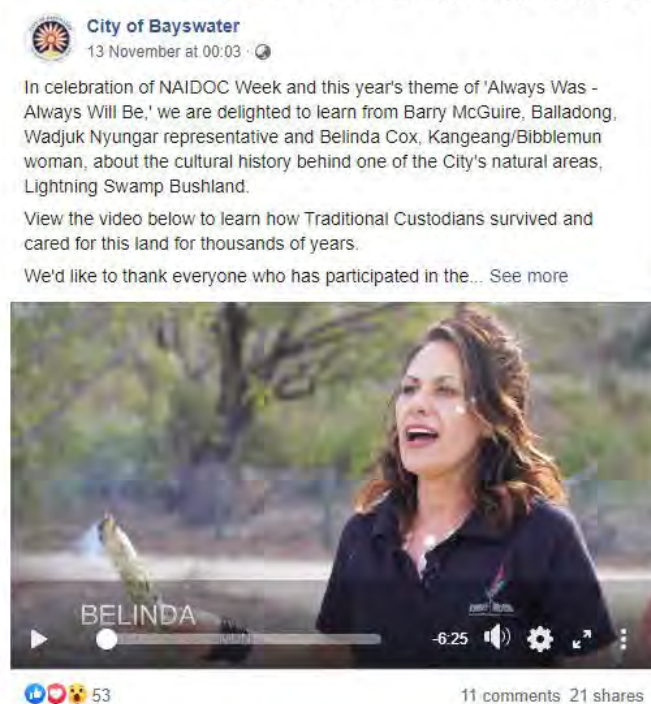 City of Bayswater
13 November at 00:03 ·
In celebration of NAIDOC Week and this year's theme of 'Always Was -
Always Will Be,' we are delighted to learn from Barry McGuire, Balladong,
Wadjuk Nyungar representative and Belinda Cox, Kangeang/Bibblemun
woman, about the cultural history behind one of the City's natural areas,
Lightning Swamp Bushland.
View the video below to learn how Traditional Custodians survived and
cared for this land for thousands of years.
We'd like to thank everyone who has participated in the... See more
BELINDA
-6:25
53
11 comments 21 shares